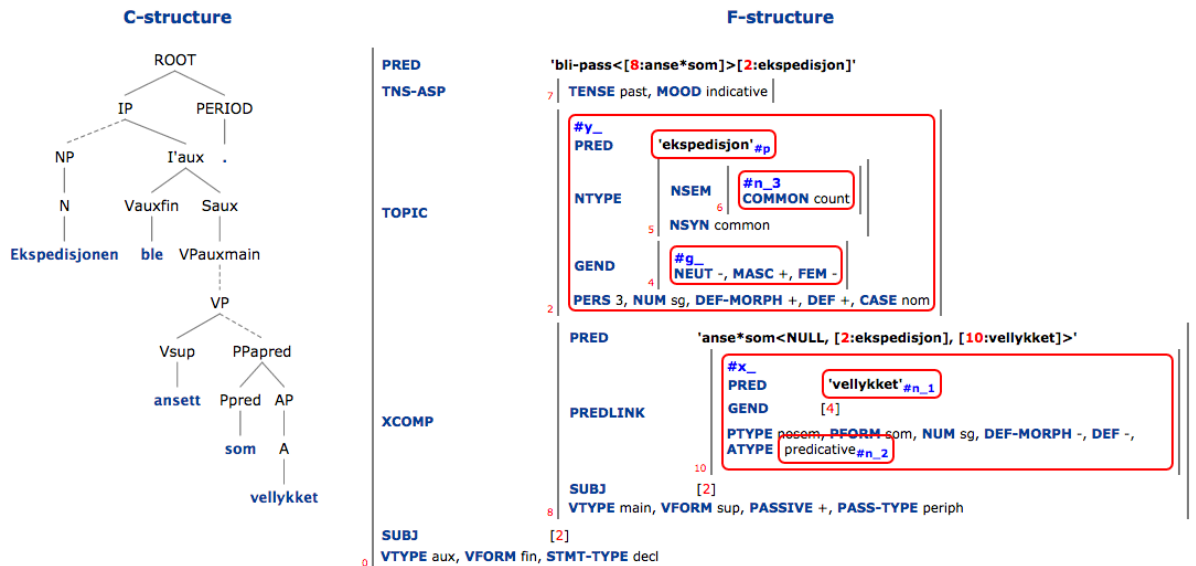 C-structure F-structure
ROOT
PRED 'bli-pass<[8:anse*som]>[2:ekspedisjon]'
TNS-ASP 7 TENSE past, MOOD indicative
IP PERIOD
#y_
PRED 'ekspedisjon'#p
NP I'aux .
#n_3
NTYPE NSEM 6 COMMON count
N Vauxfin Saux
TOPIC 5 NSYN common
Ekspedisjonen ble VPauxmain
#g_
GEND 4 NEUT -, MASC +, FEM -
VP
2 PERS 3, NUM sg, DEF-MORPH +, DEF +, CASE nom
PRED 'anse*som<NULL, [2:ekspedisjon], [10:vellykket]>'
Vsup PPapred
#x_
PRED 'vellykket'#n_1
ansett Ppred AP
GEND [4]
XCOMP PREDLINK
PTYPE nosem, PFORM som, NUM sg, DEF-MORPH -, DEF -,
som A
10 ATYPE predicative#n_2
SUBJ [2]
vellykket
8 VTYPE main, VFORM sup, PASSIVE +, PASS-TYPE periph
SUBJ [2]
0 VTYPE aux, VFORM fin, STMT-TYPE decl